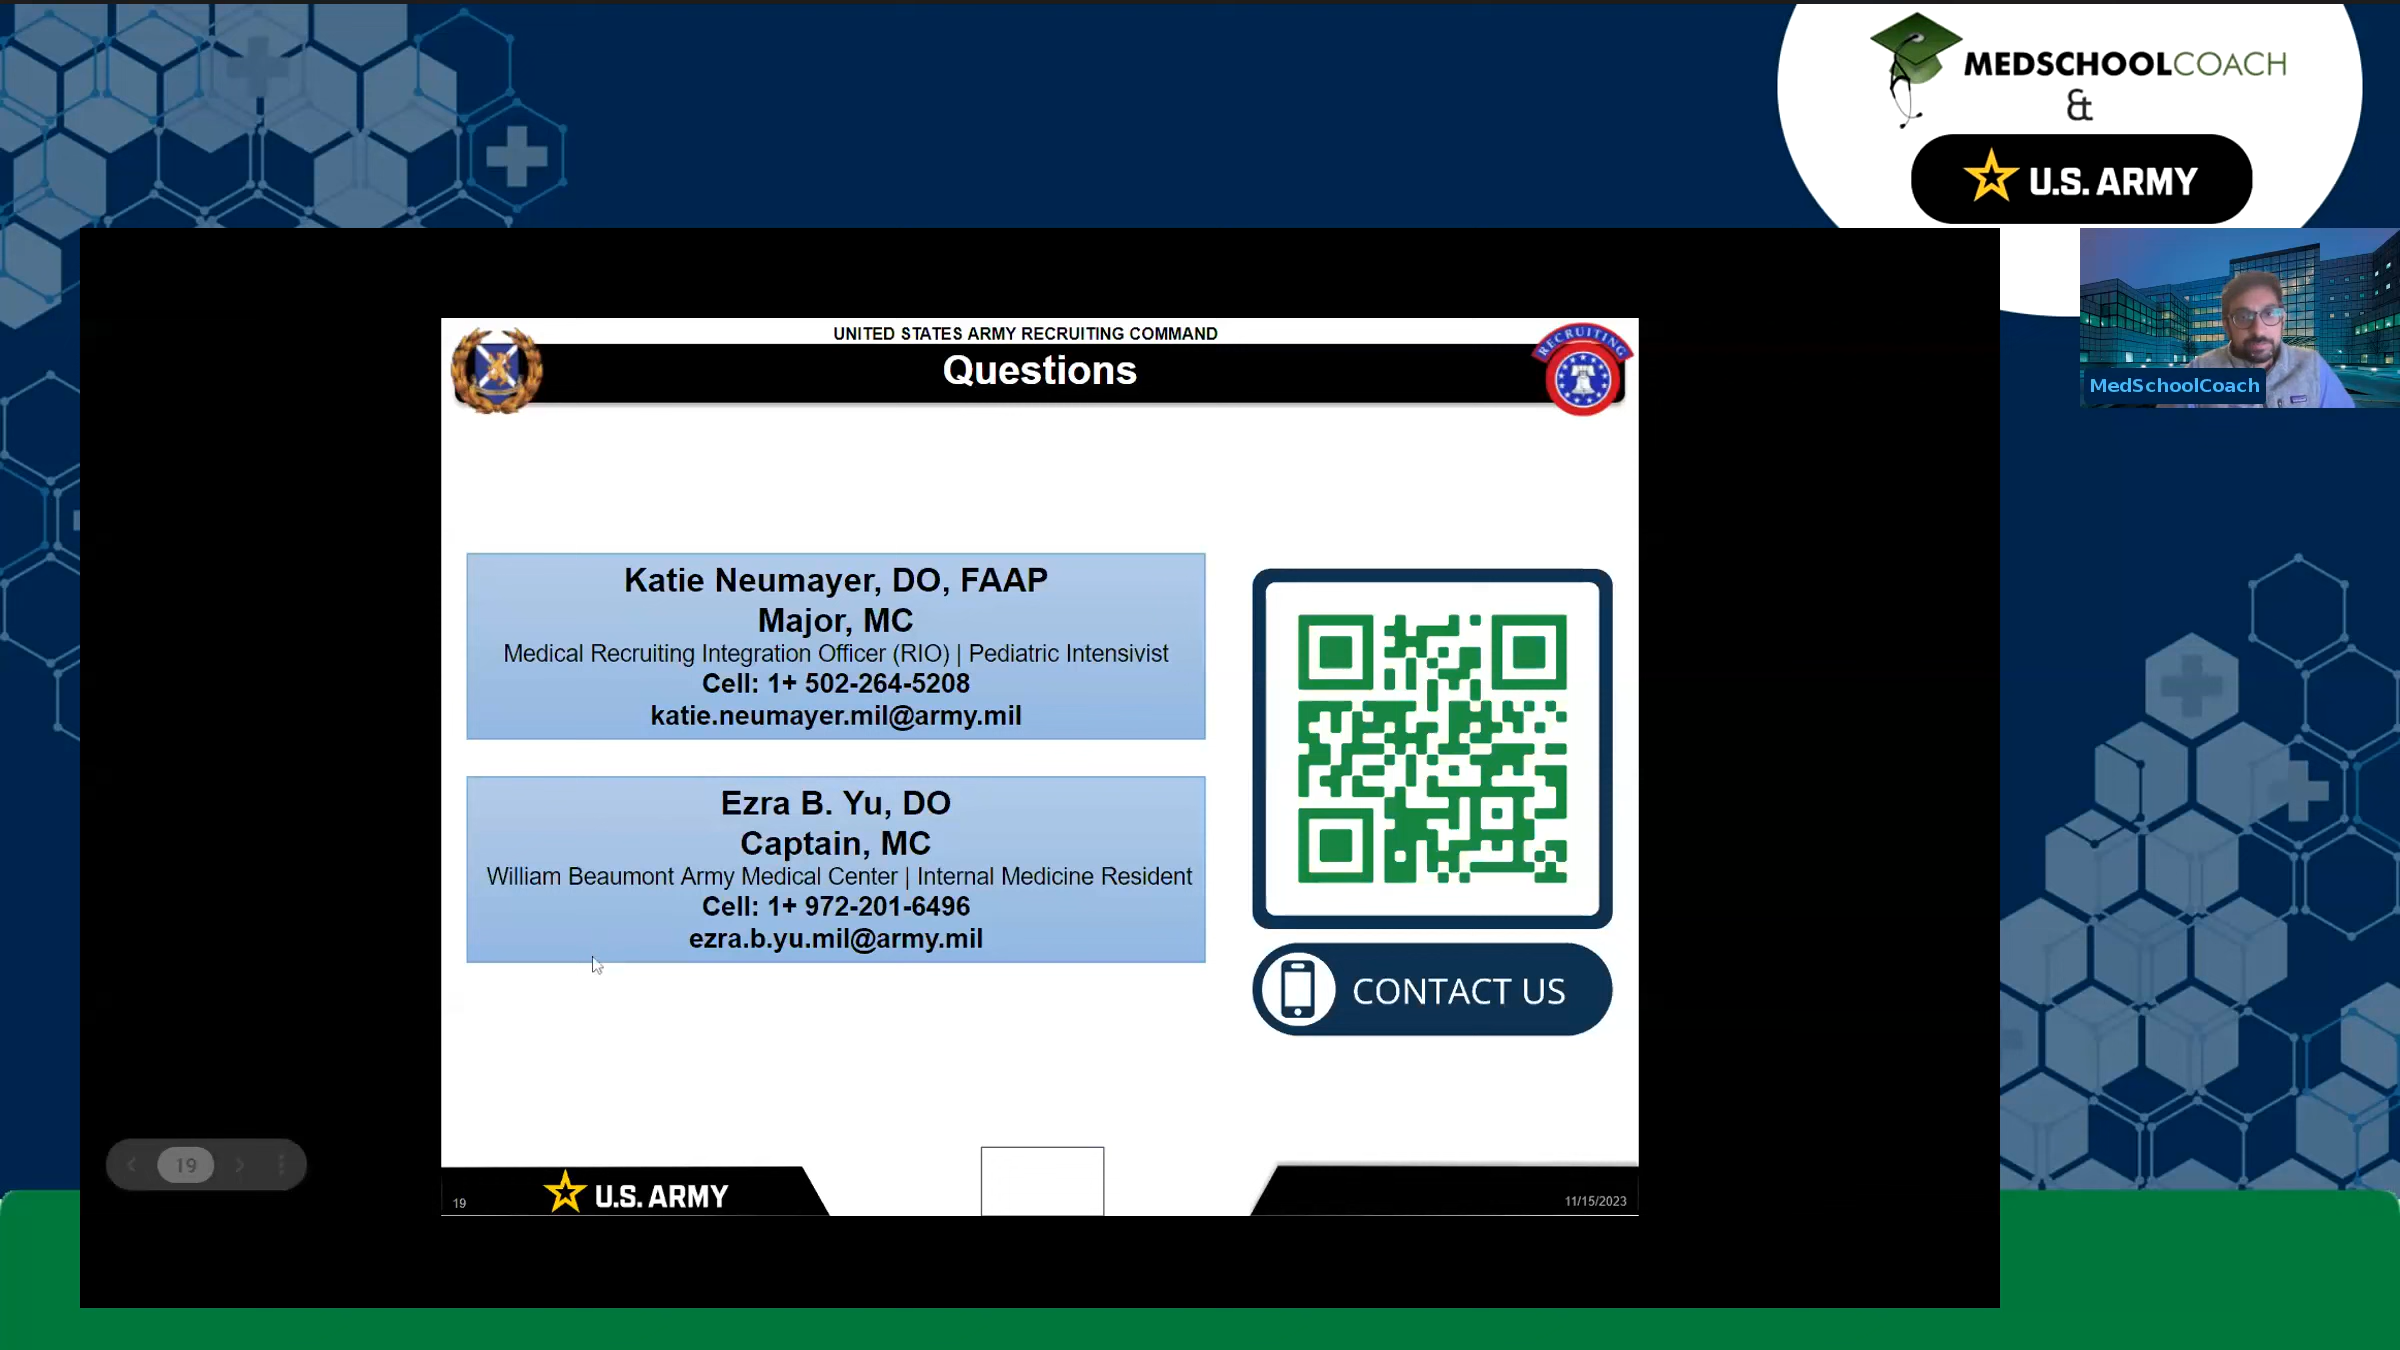 MEDSCHOOLCOACH
&
U.S. ARMY
MedSchoolCoach
UNITED STATES ARMY RECRUITING COMMAND
Questions
RECRUITING
Katie Neumayer, DO, FAAP
Major, MC
Medical Recruiting Integration Officer (RIO) | Pediatric Intensivist
Cell: 1+ 502-264-5208
katie.neumayer.mil@army.mil
Ezra B. Yu, DO
Captain, MC
William Beaumont Army Medical Center | Internal Medicine Resident
Cell: 1+ 972-201-6496
ezra.b.yu.mil@army.mil
CONTACT US
19
19
U.S. ARMY
11/15/2023